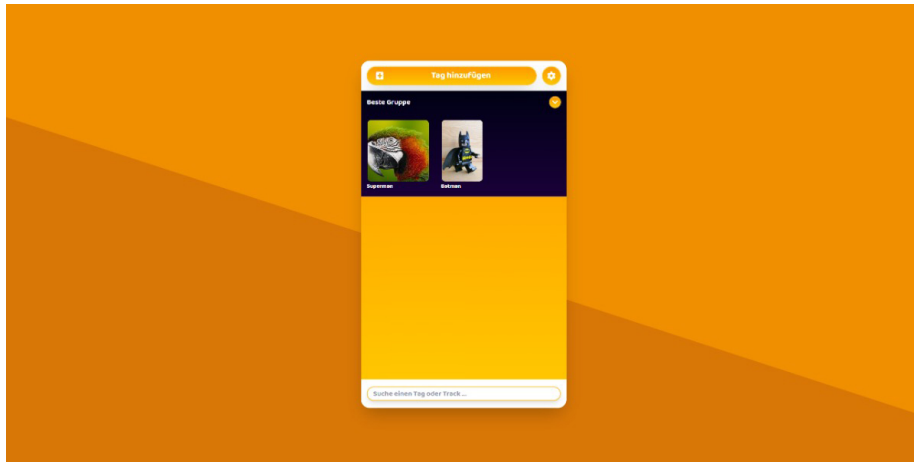 Tag hinzufügen
Beste Gruppe
Superman
Batman
Suche einen Tag oder Track ...